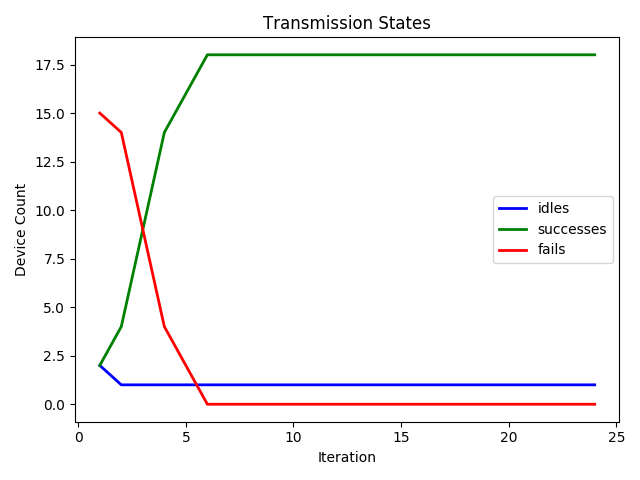 Transmission States
Device Count
17.5
15.0
12.5
10.0
7.5
5.0
2.5
0.0
idles
successes
fails
0 5 10 15 20 25
Iteration